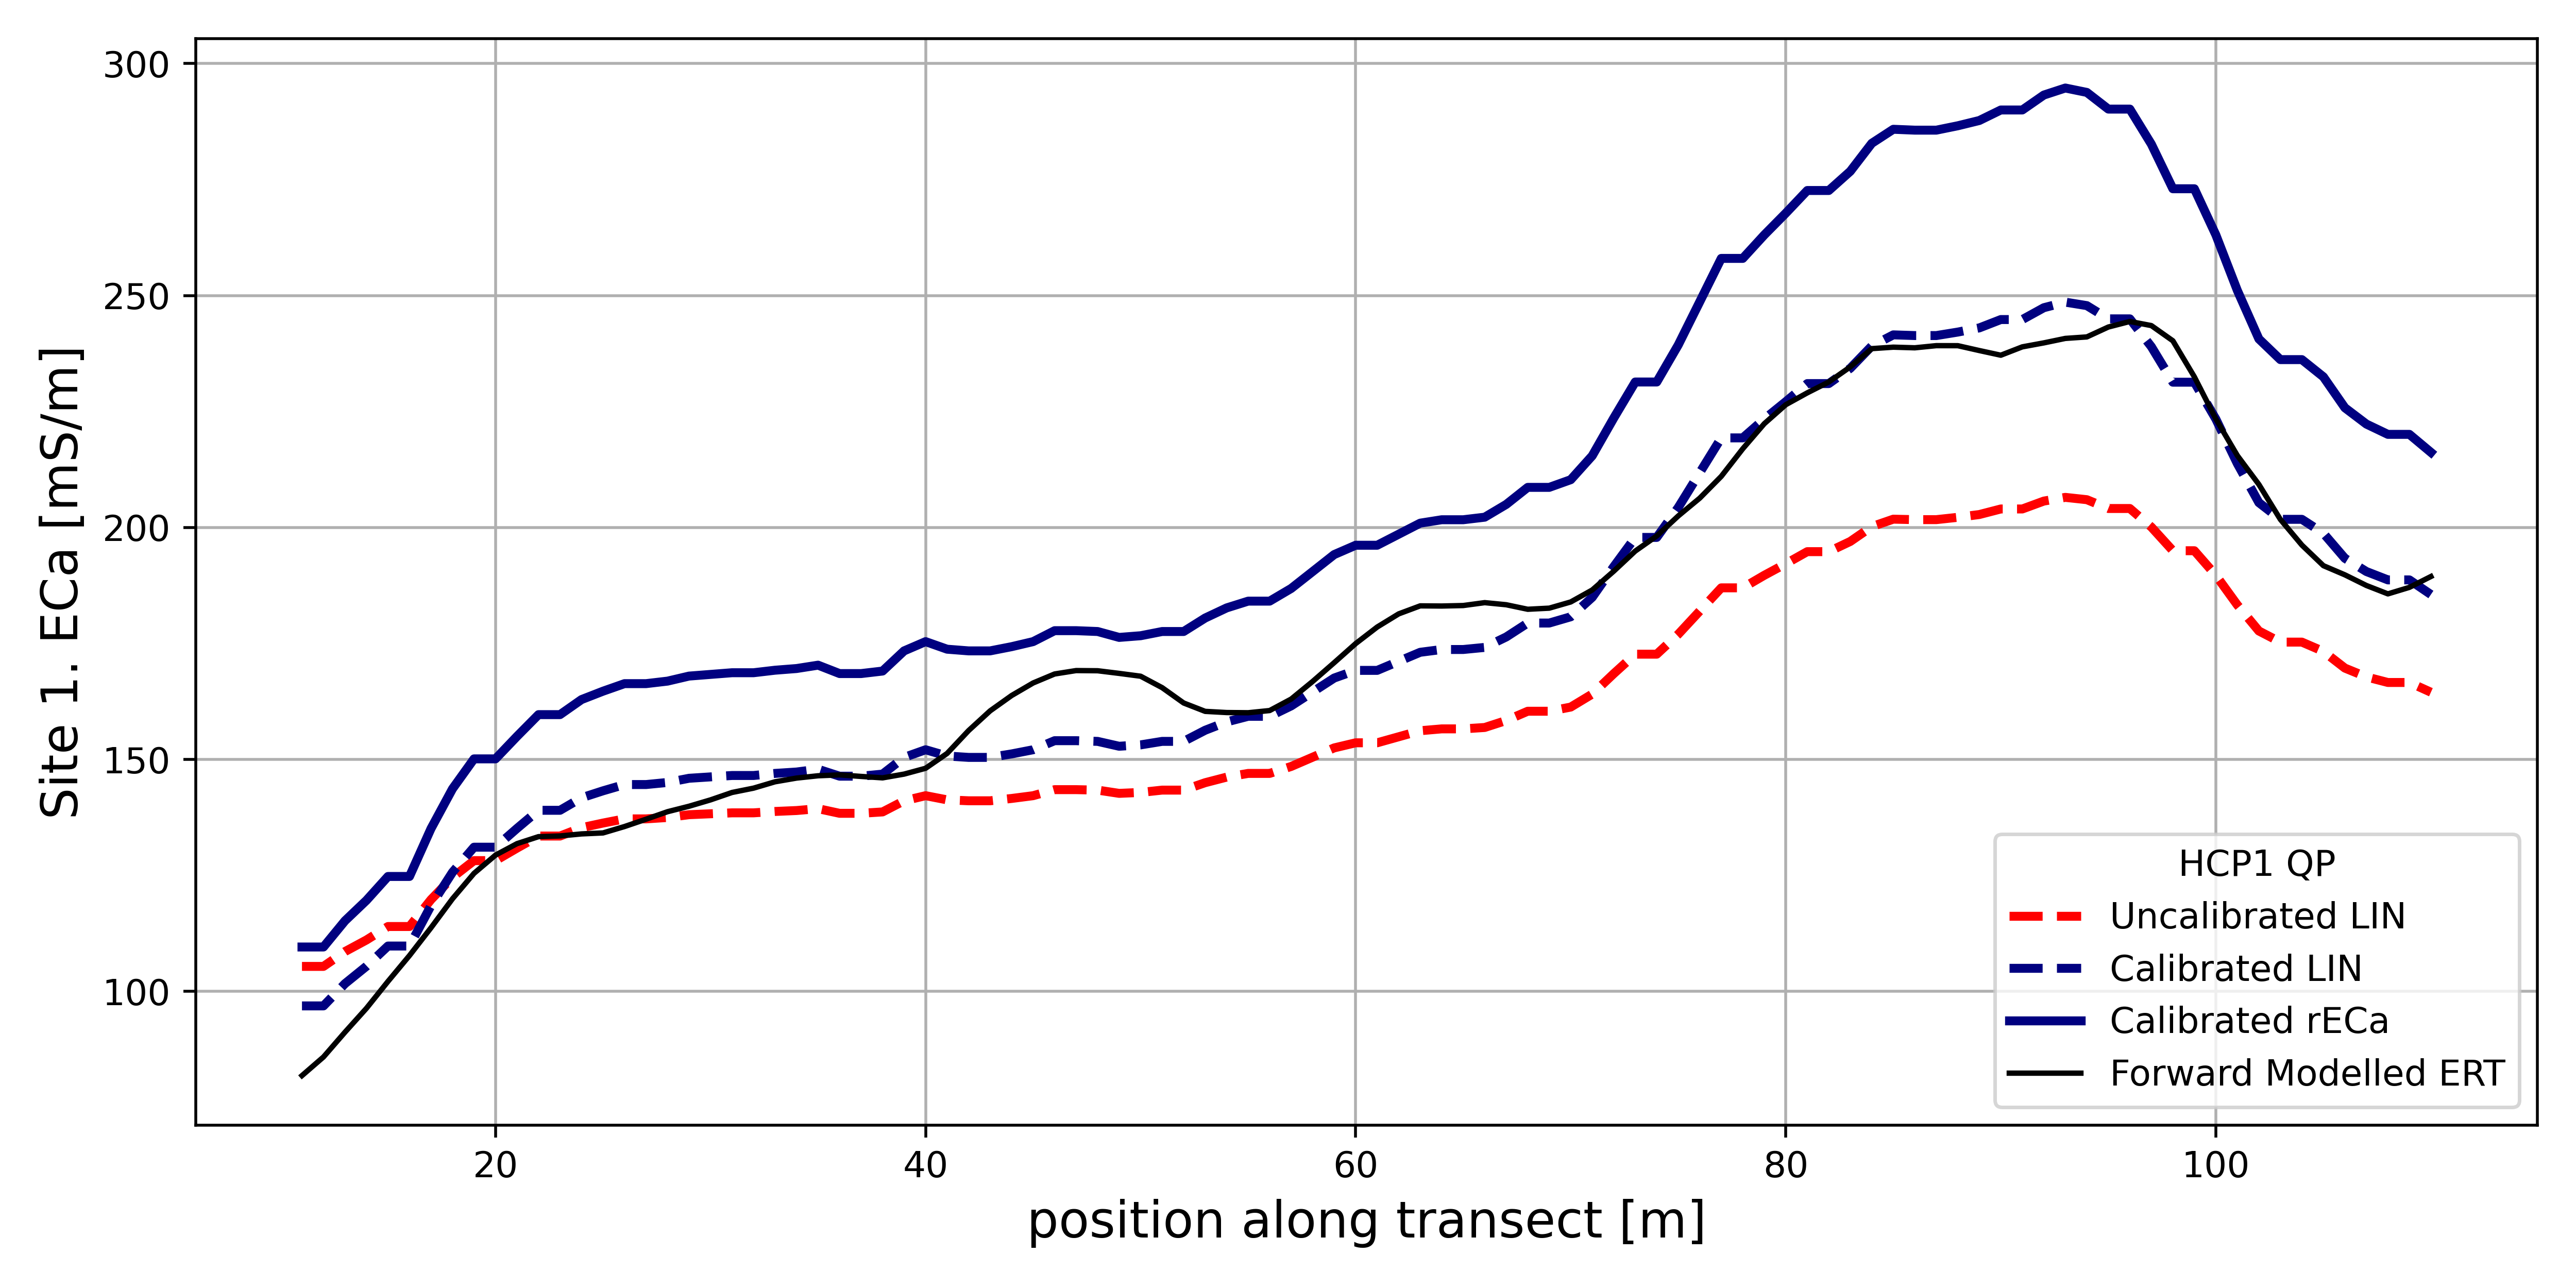 Site 1. ECa [mS/m]
300
250
200
150
100
20 40 60 80 100
position along transect [m]
HCP1 QP
Uncalibrated LIN
Calibrated LIN
Calibrated rECa
Forward Modelled ERT